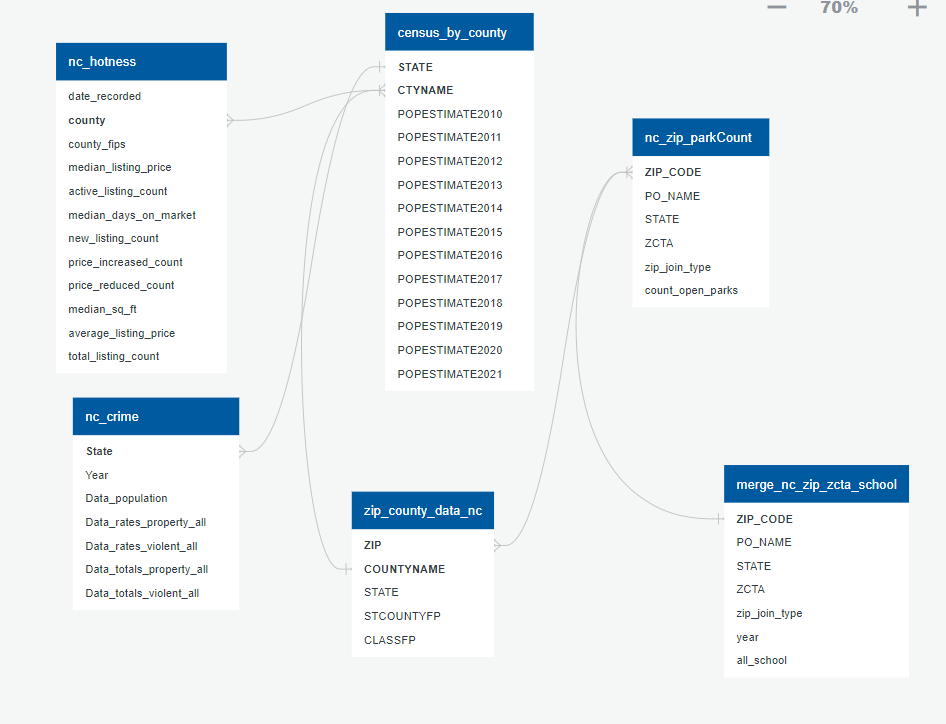 70%
nc_hotness
date_recorded
county
county_fips
median_listing_price
active_listing_count
median_days_on_market
new_listing_count
price_increased_count
price_reduced_count
median_sq_ft
average_listing_price
total_listing_count
census_by_county
STATE
CTYNAME
POPESTIMATE2010
POPESTIMATE2011
POPESTIMATE2012
POPESTIMATE2013
POPESTIMATE2014
POPESTIMATE2015
POPESTIMATE2016
POPESTIMATE2017
POPESTIMATE2018
POPESTIMATE2019
POPESTIMATE2020
POPESTIMATE2021
nc_zip_parkCount
ZIP_CODE
PO_NAME
STATE
ZCTA
zip_join_type
count_open_parks
nc_crime
State
Year
Data_population
Data_rates_property_all
Data_rates_violent_all
Data_totals_property_all
Data_totals_violent_all
zip_county_data_nc
ZIP
COUNTYNAME
STATE
STCOUNTYFP
CLASSFP
merge_nc_zip_zcta_school
ZIP_CODE
PO_NAME
STATE
ZCTA
zip_join_type
year
all_school